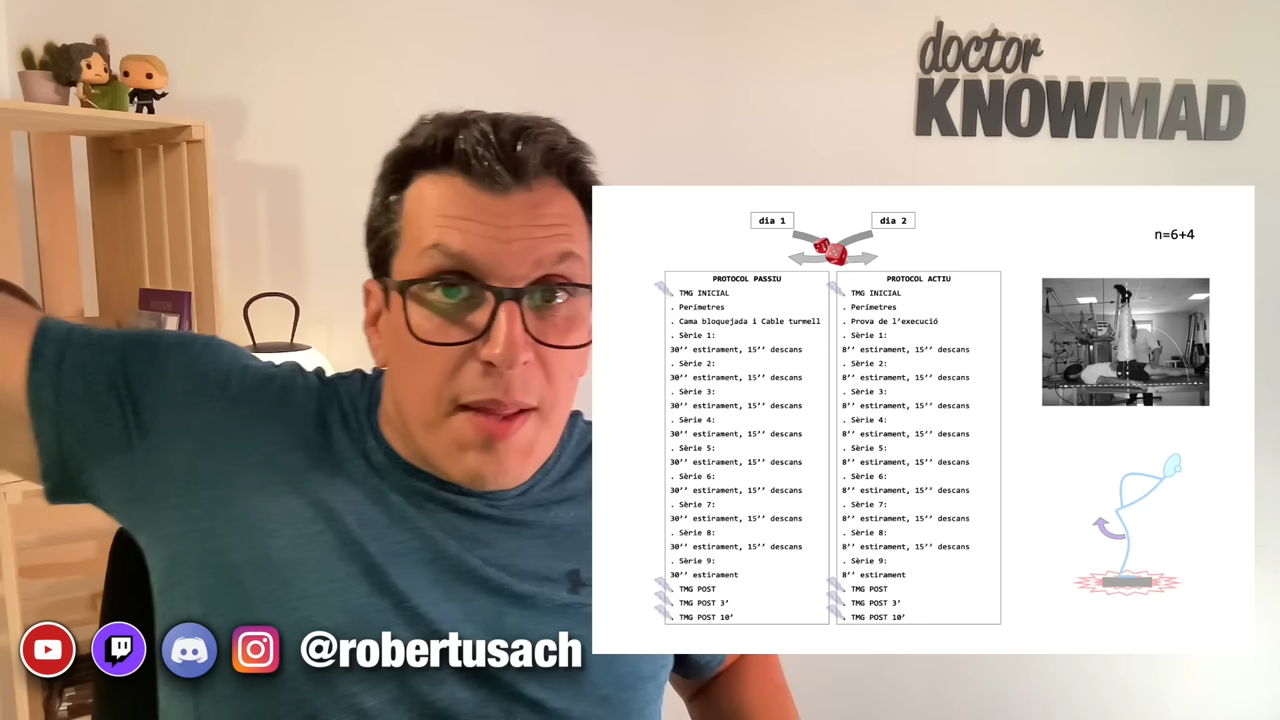 doctor
KNOWMAD
dia 1
dia 2
n=6+4
PROTOCOL PASSIU
. TMG INICIAL
. Perímetres
. Cama bloquejada i Cable turmell
. Sèrie 1:
30’’ estirament, 15’’ descans
. Sèrie 2:
30’’ estirament, 15’’ descans
. Sèrie 3:
30’’ estirament, 15’’ descans
. Sèrie 4:
30’’ estirament, 15’’ descans
. Sèrie 5:
30’’ estirament, 15’’ descans
. Sèrie 6:
30’’ estirament, 15’’ descans
. Sèrie 7:
30’’ estirament, 15’’ descans
. Sèrie 8:
30’’ estirament, 15’’ descans
. Sèrie 9:
30’’ estirament
. TMG POST
. TMG POST 3’
. TMG POST 10’
PROTOCOL ACTIU
. TMG INICIAL
. Perímetres
. Prova de l’execució
. Sèrie 1:
8’’ estirament, 15’’ descans
. Sèrie 2:
8’’ estirament, 15’’ descans
. Sèrie 3:
8’’ estirament, 15’’ descans
. Sèrie 4:
8’’ estirament, 15’’ descans
. Sèrie 5:
8’’ estirament, 15’’ descans
. Sèrie 6:
8’’ estirament, 15’’ descans
. Sèrie 7:
8’’ estirament, 15’’ descans
. Sèrie 8:
8’’ estirament, 15’’ descans
. Sèrie 9:
8’’ estirament
. TMG POST
. TMG POST 3’
. TMG POST 10’
@robertusach